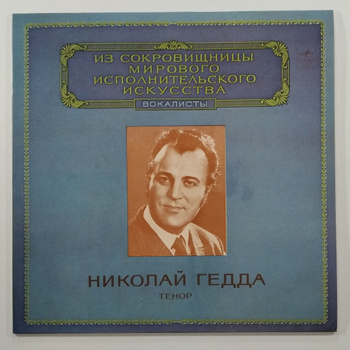 ИЗ СОКРОВИЩНИЦЫ
МИРОВОГО
ИСПОЛНИТЕЛЬСКОГО
ИСКУССТВА
ВОКАЛИСТЫ
НИКОЛАЙ ГЕДДА
ТЕНОР